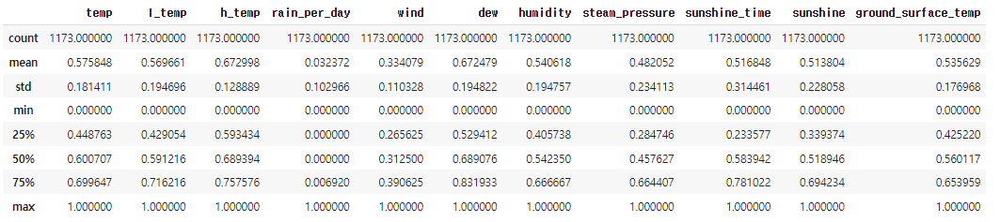 temp l_temp h_temp rain_per_day wind dew humidity steam_pressure sunshine_time sunshine ground_surface_temp
count 1173.000000 1173.000000 1173.000000 1173.000000 1173.000000 1173.000000 1173.000000 1173.000000 1173.000000 1173.000000 1173.000000
mean 0.575848 0.569661 0.672998 0.032372 0.334079 0.672479 0.540618 0.482052 0.516848 0.513804 0.535629
std 0.181411 0.194696 0.128889 0.102966 0.110328 0.194822 0.194757 0.234113 0.314461 0.228058 0.176968
min 0.000000 0.000000 0.000000 0.000000 0.000000 0.000000 0.000000 0.000000 0.000000 0.000000 0.000000
25% 0.448763 0.429054 0.593434 0.000000 0.265625 0.529412 0.405738 0.284746 0.233577 0.339374 0.425220
50% 0.600707 0.591216 0.689394 0.000000 0.312500 0.689076 0.542350 0.457627 0.583942 0.518946 0.560117
75% 0.699647 0.716216 0.757576 0.006920 0.390625 0.831933 0.666667 0.664407 0.781022 0.694234 0.653959
max 1.000000 1.000000 1.000000 1.000000 1.000000 1.000000 1.000000 1.000000 1.000000 1.000000 1.000000